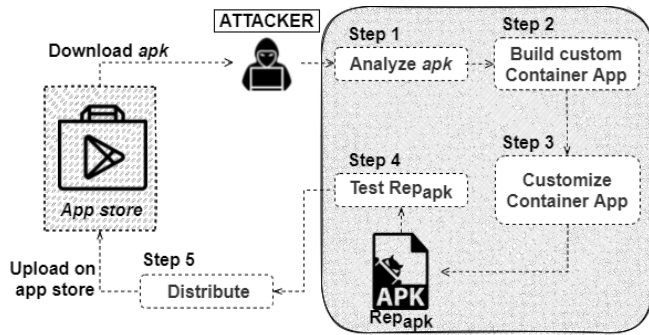 ATTACKER
Download apk
Step 1
Analyze apk
Step 2
Build custom
Container App
Step 3
Customize
Container App
Step 4
Test Repapk
APK
Repapk
Step 5
Distribute
Upload on
app store
App store